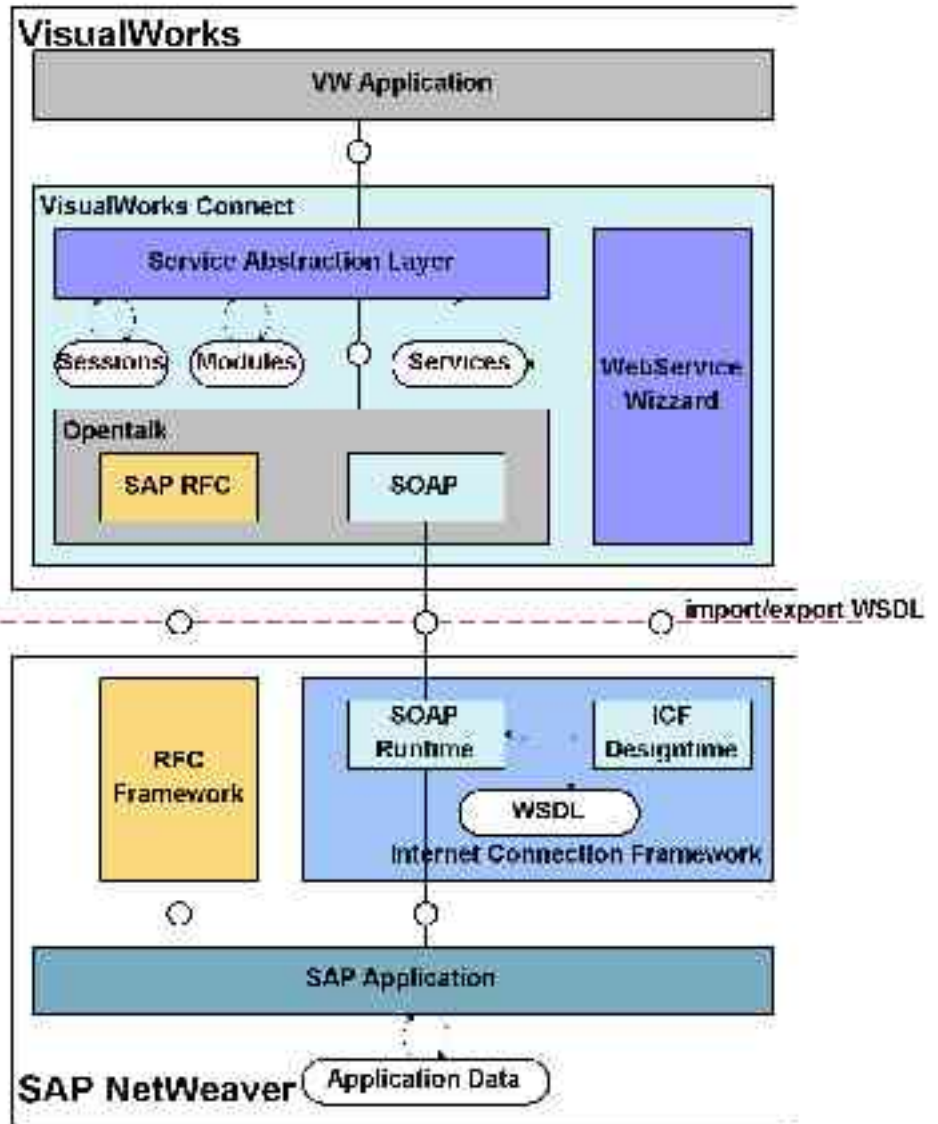 VisualWorks
VW Application
VisualWorks Connect
Service Abstraction Layer
Sessions
Modules
Services
WebService
Wizzard
Opentalk
SAP RFC
SOAP
import/export WSDL
SOAP
Runtime
ICF
Designtime
RFC
Framework
WSDL
Internet Connection Framework
SAP Application
Application Data
SAP NetWeaver